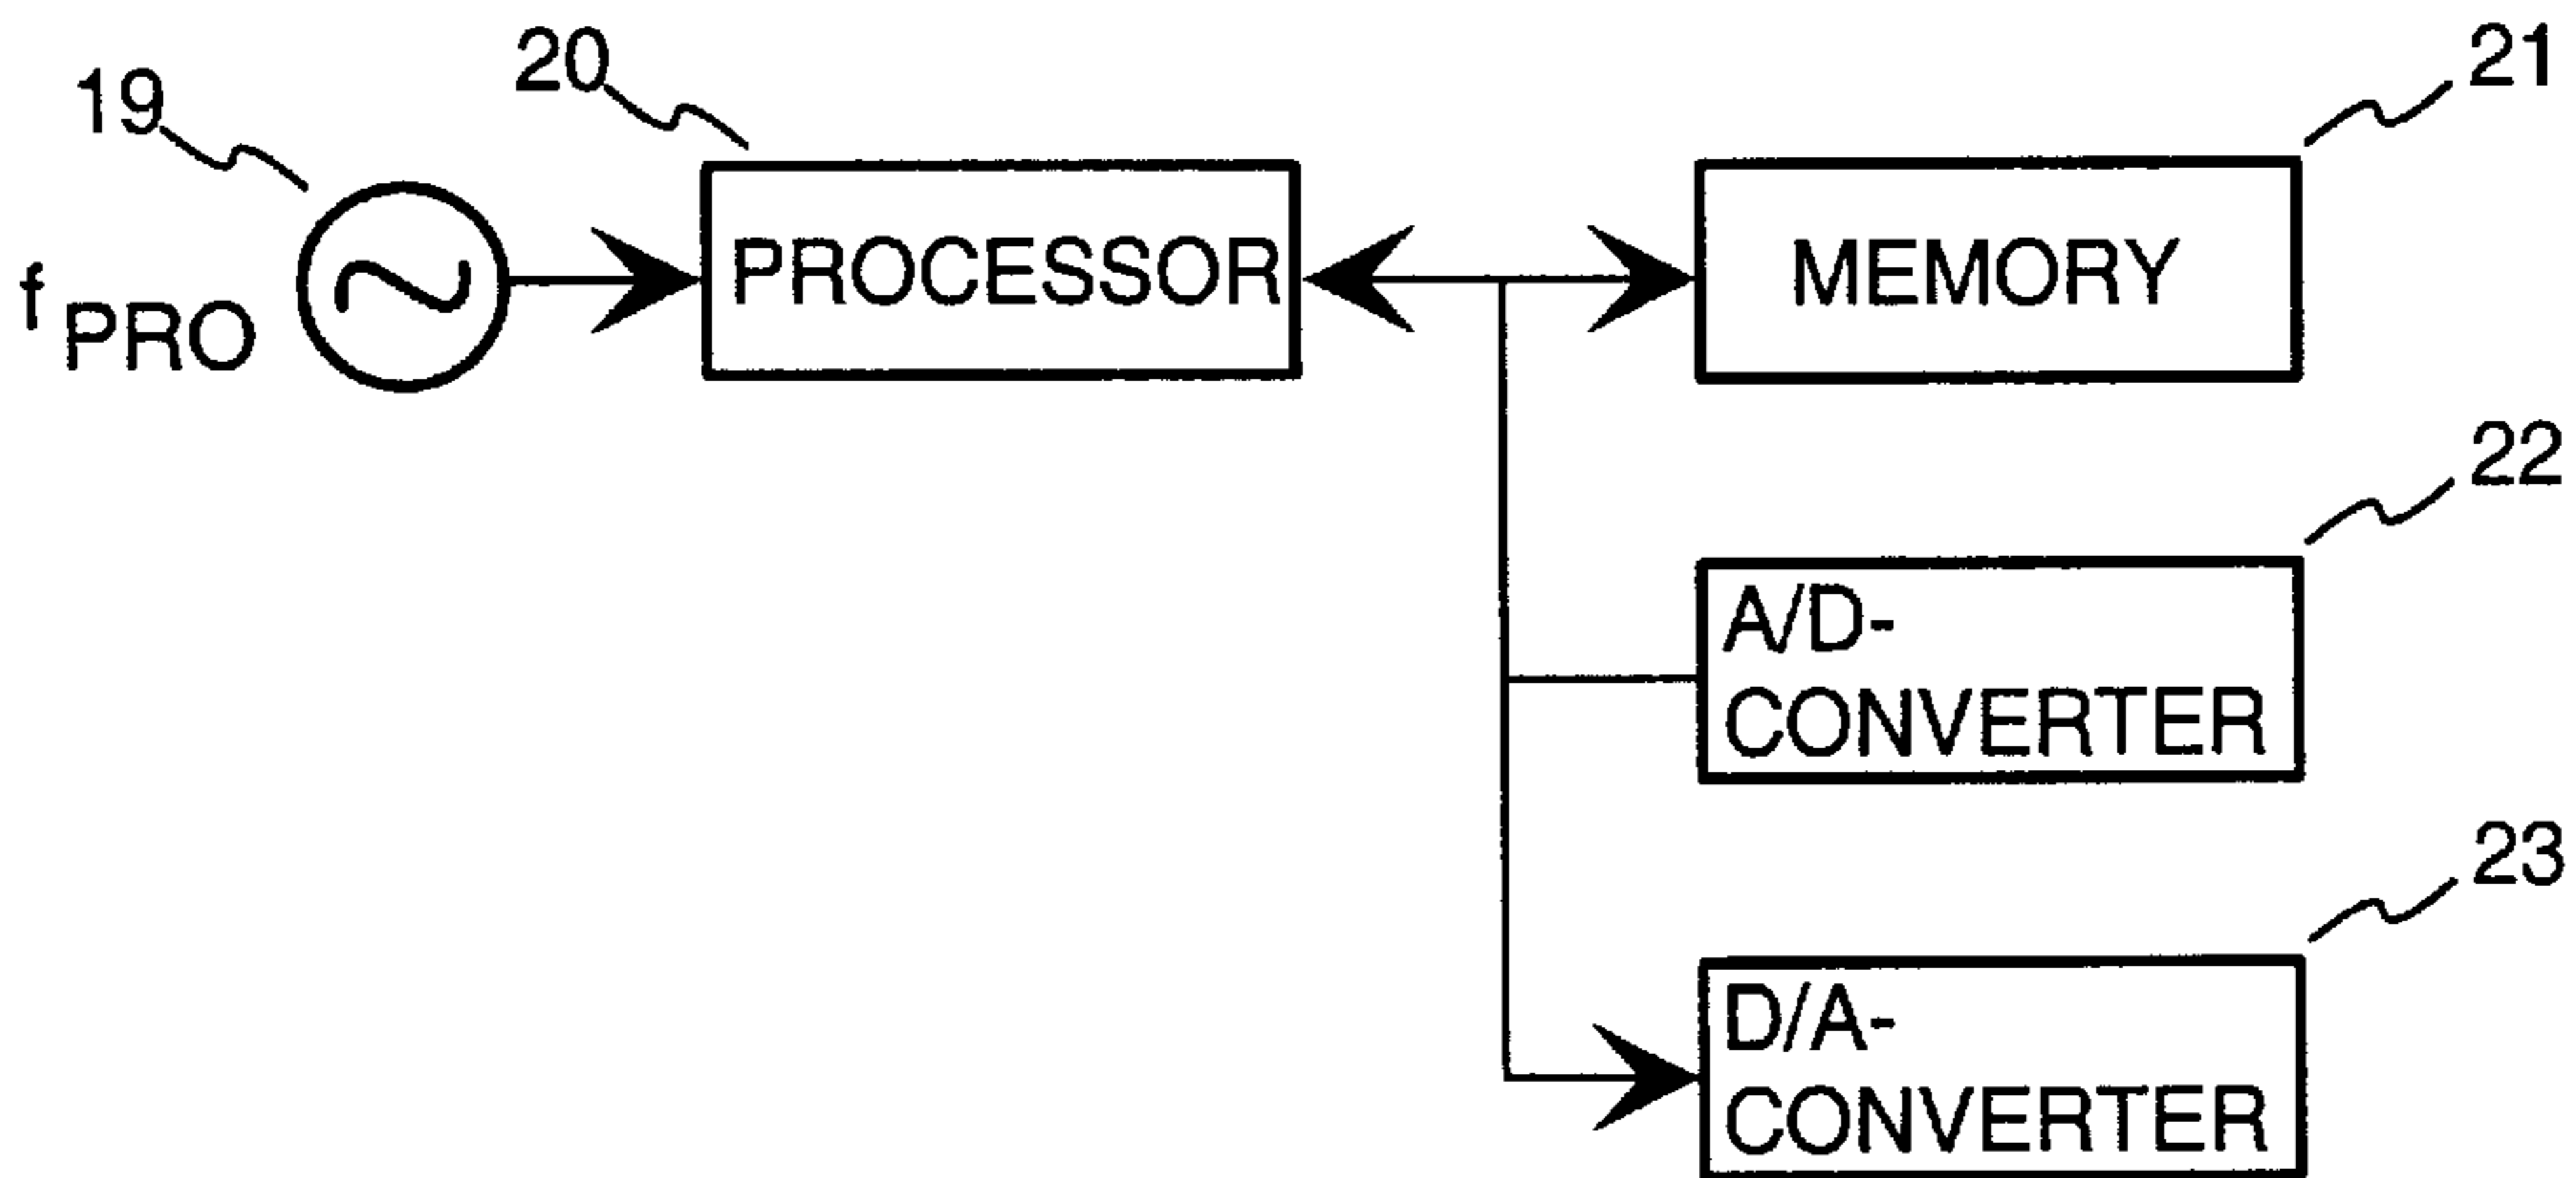 19
20
21
f PRO
PROCESSOR
MEMORY
22
A/D-
CONVERTER
23
D/A-
CONVERTER